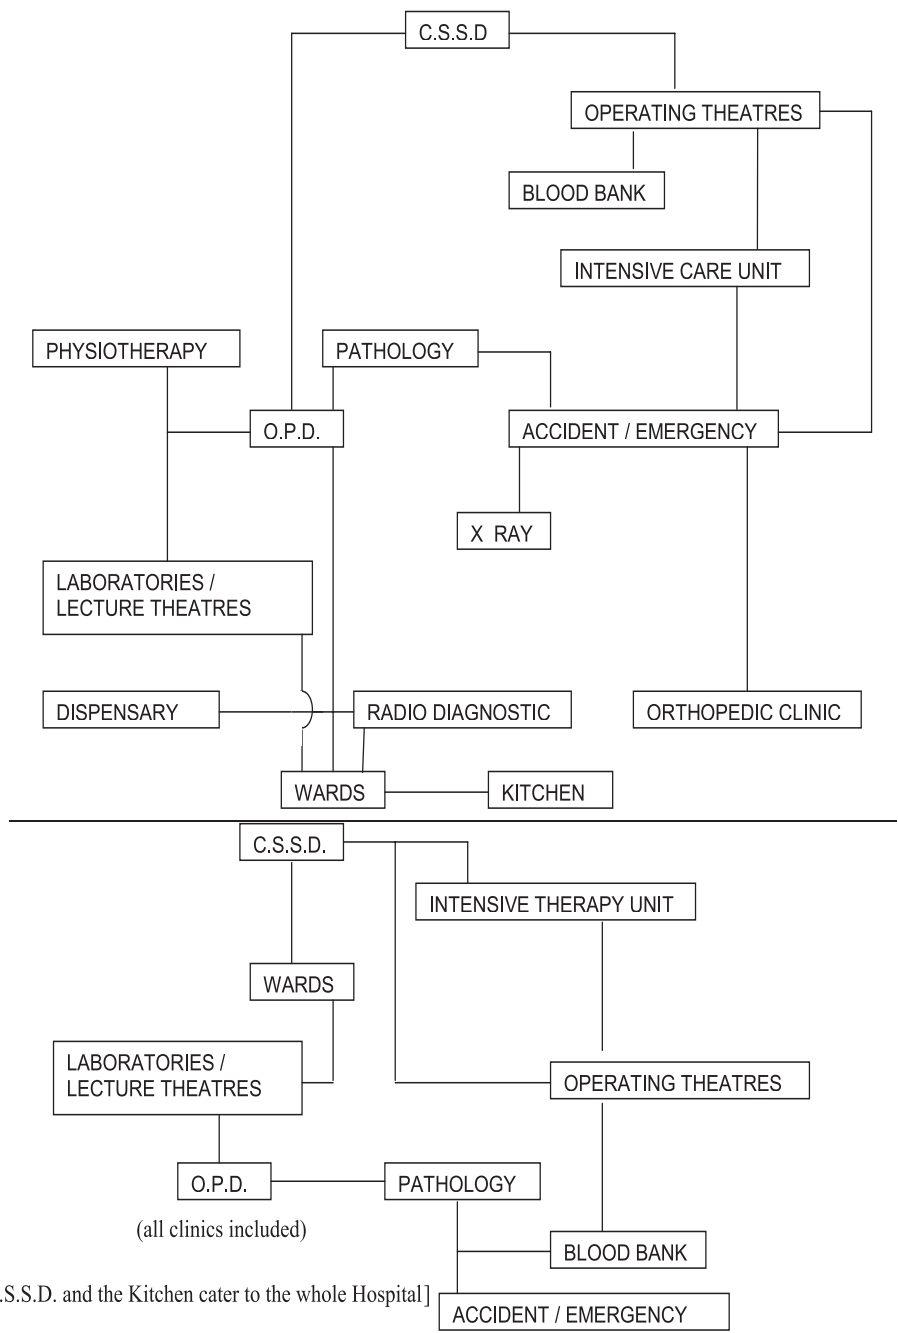 C.S.S.D
OPERATING THEATRES
BLOOD BANK
INTENSIVE CARE UNIT
PHYSIOTHERAPY
PATHOLOGY
O.P.D.
ACCIDENT / EMERGENCY
X RAY
LABORATORIES /
LECTURE THEATRES
DISPENSARY
RADIO DIAGNOSTIC
ORTHOPEDIC CLINIC
WARDS
KITCHEN
C.S.S.D.
INTENSIVE THERAPY UNIT
WARDS
LABORATORIES /
LECTURE THEATRES
OPERATING THEATRES
O.P.D.
PATHOLOGY
(all clinics included)
BLOOD BANK
.S.S.D. and the Kitchen cater to the whole Hospital]
ACCIDENT / EMERGENCY